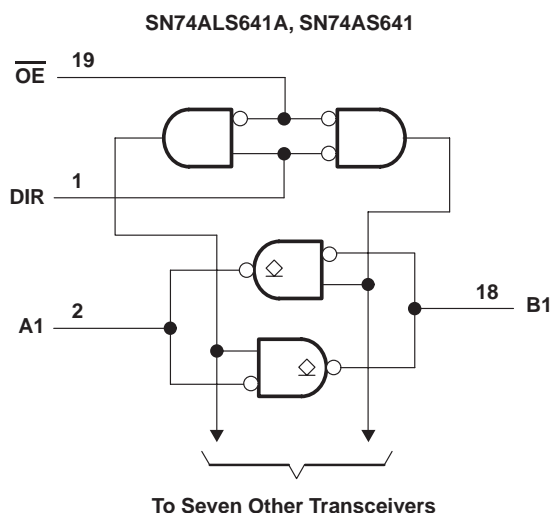 SN74ALS641A, SN74AS641
OE 19
DIR 1
A1 2
18 B1
To Seven Other Transceivers